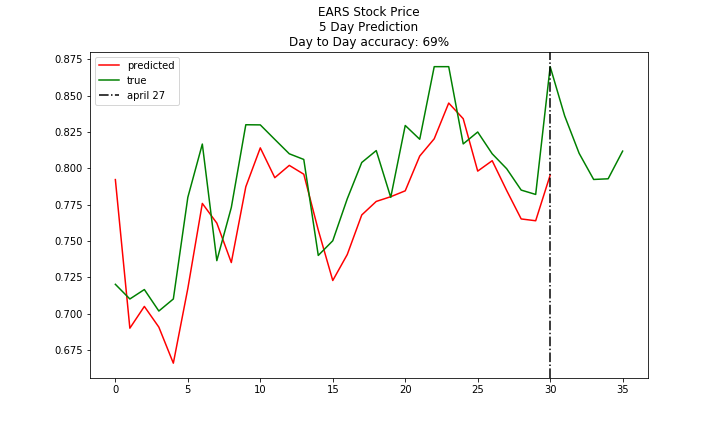 EARS Stock Price
5 Day Prediction
Day to Day accuracy: 69%
predicted
true
april 27
0.875
0.850
0.825
0.800
0.775
0.750
0.725
0.700
0.675
0 5 10 15 20 25 30 35